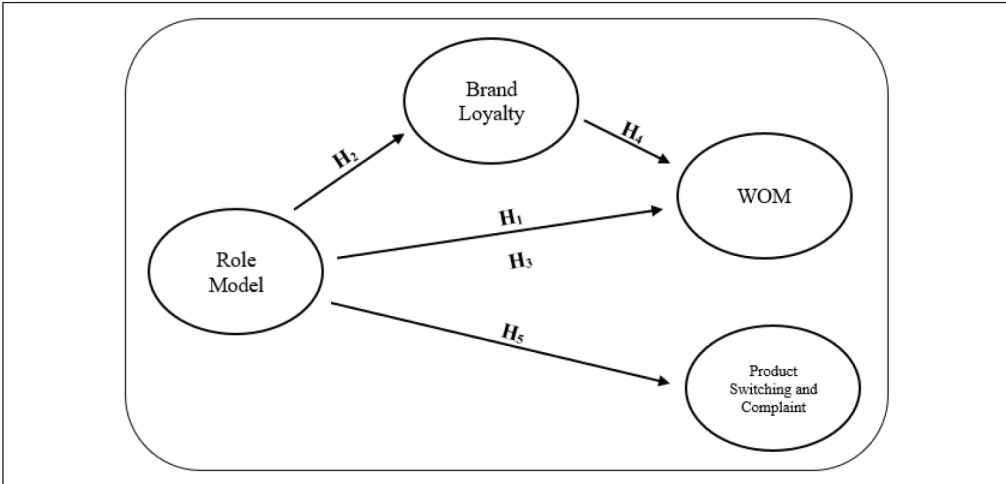 Brand
Loyalty
H₂
H₄
WOM
H₁
Role
Model
H₃
H₅
Product
Switching and
Complaint